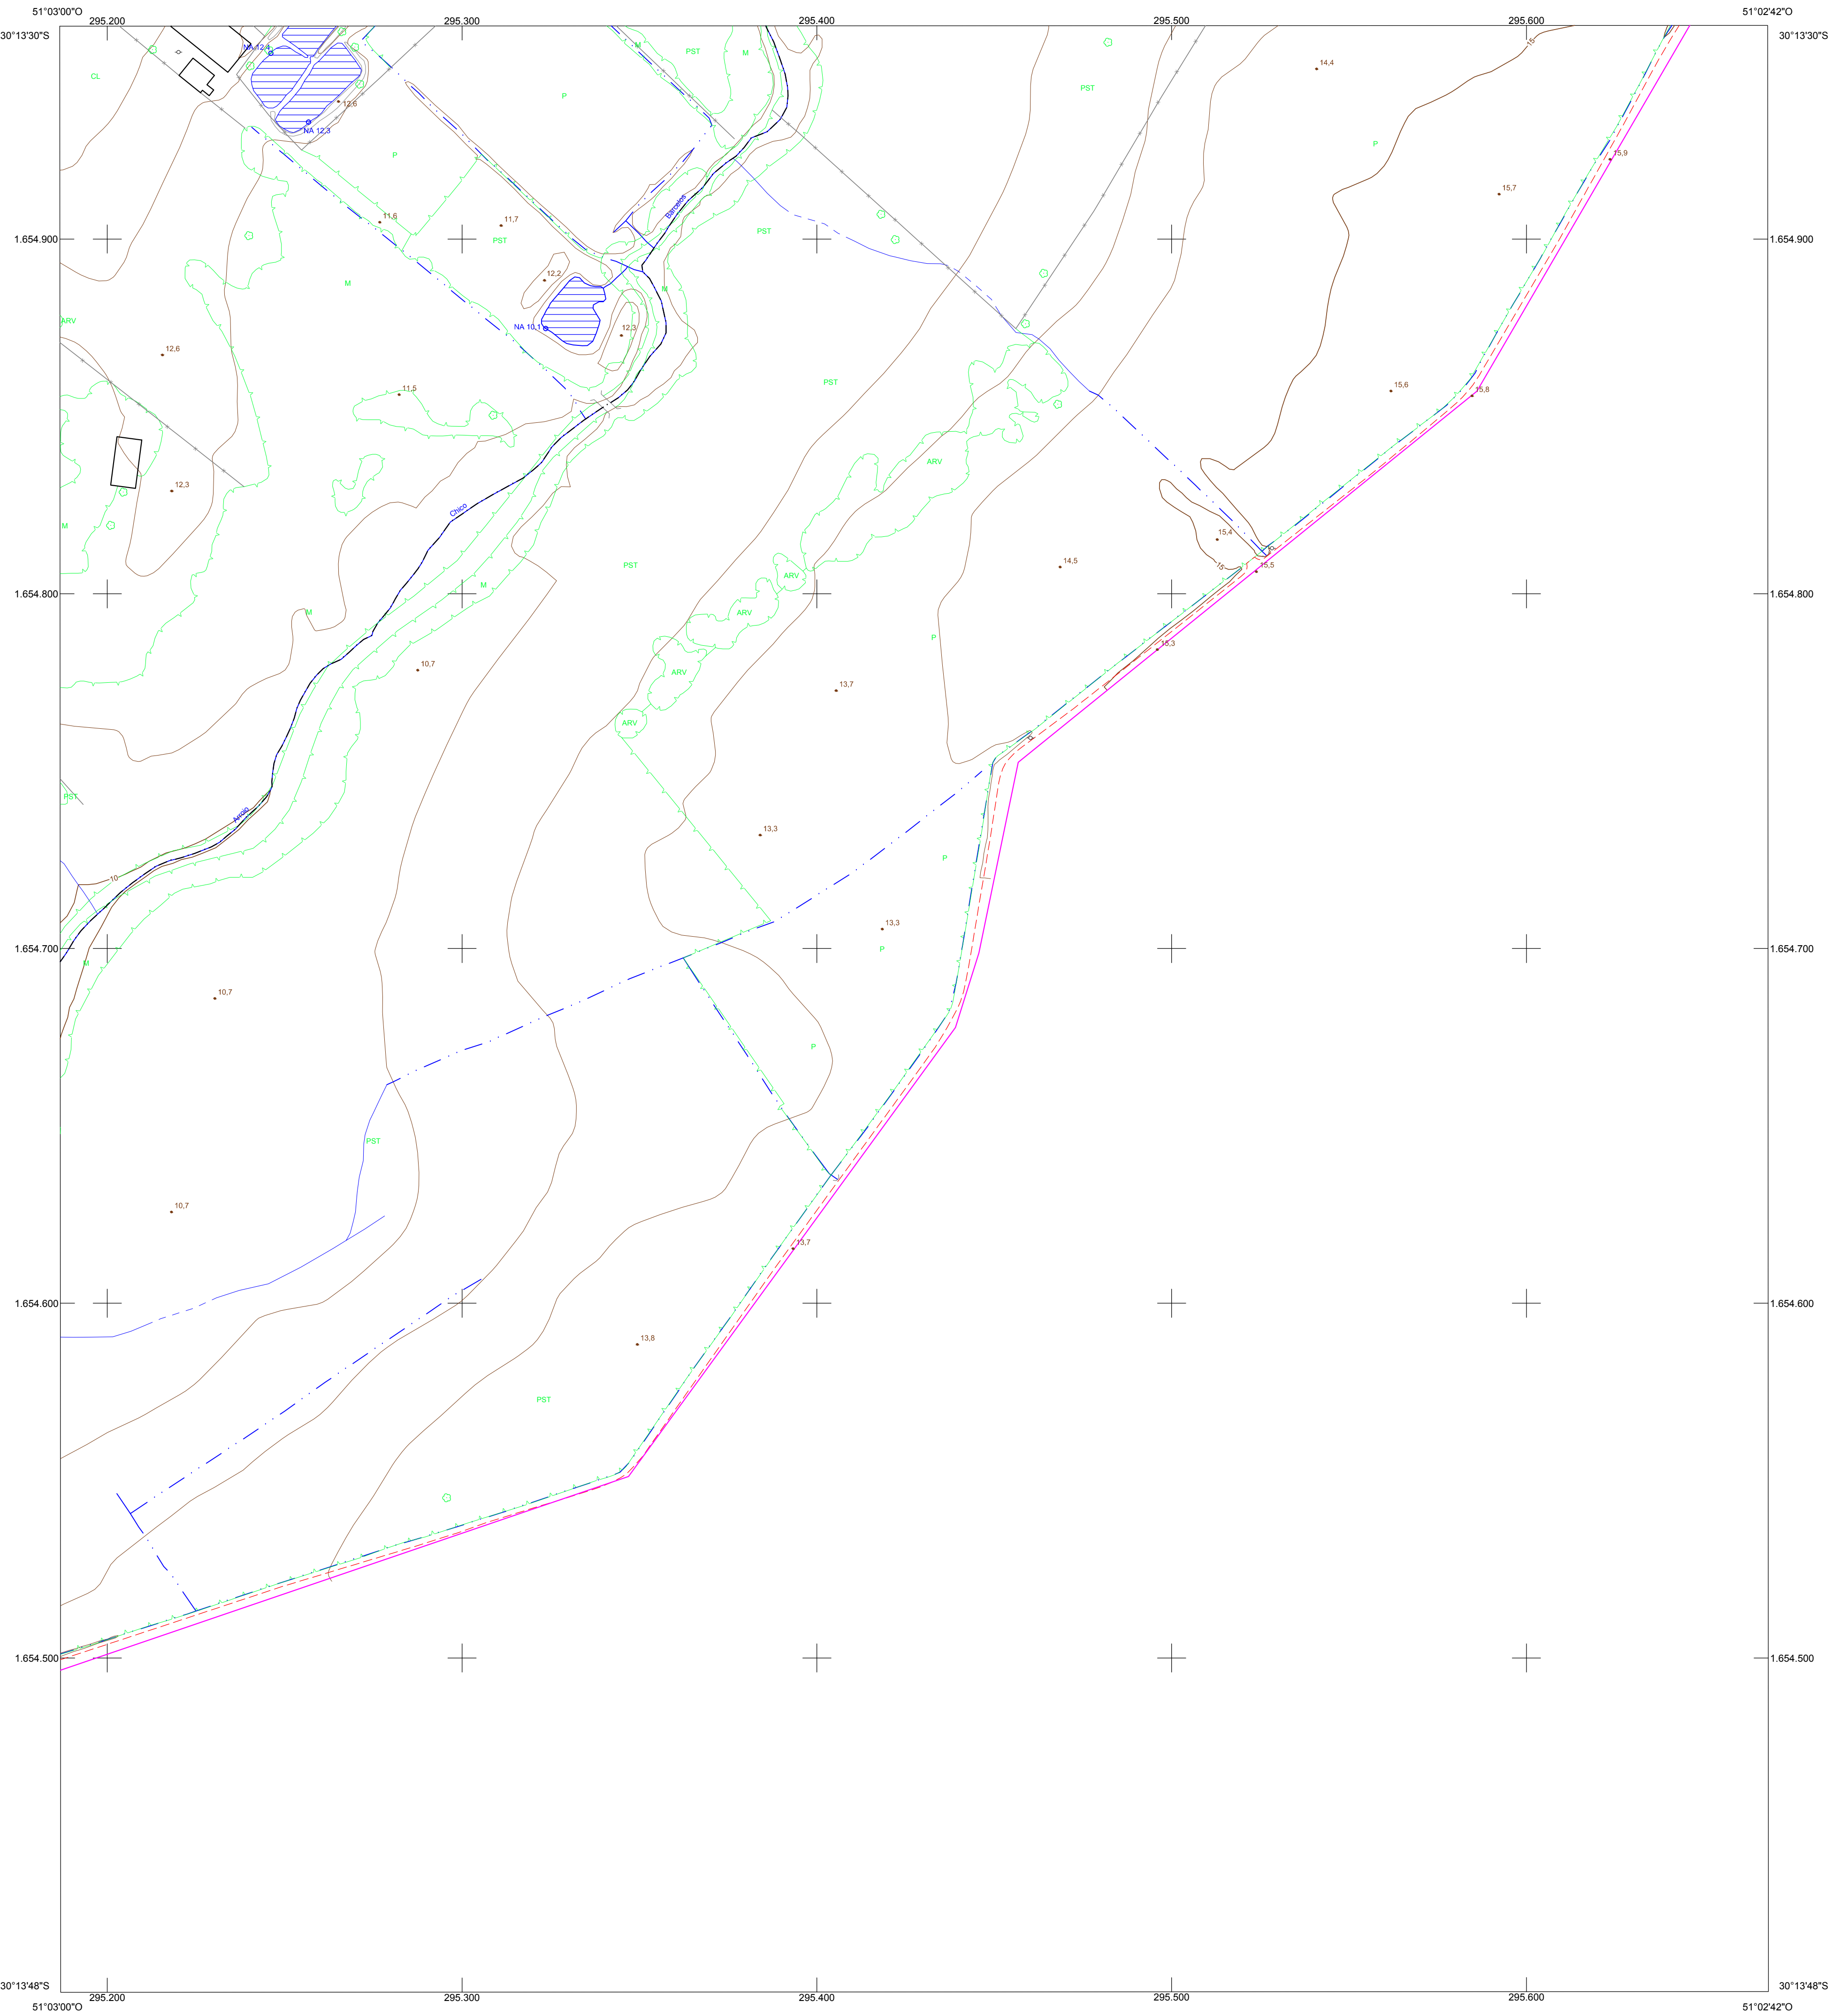 51°03'00"O
51°02'42"O
295.200
295.300
295.400
295.500
295.600
30°13'30"S
30°13'30"S
15
M
PST
M
NA 12.4
14,4
CL
PST
P
12,6
NA 12,3
P
P
15,9
15,7
Barcelos
11,6
11,7
PST
PST
1.654.900
1.654.900
12,2
M
M
ARV
NA 10.1
12,3
12,6
PST
11,5
15,6
15,8
ARV
12,3
Chico
M
15,4
PST
14,5
15
15,5
ARV
M
1.654.800
1.654.800
M
ARV
P
15,3
10,7
ARV
13,7
ARV
PST
Arroio
13,3
P
10
13,3
1.654.700
P
1.654.700
M
10,7
P
PST
10,7
13,7
1.654.600
1.654.600
13,8
PST
1.654.500
1.654.500
30°13'48"S
30°13'48"S
295.200
295.300
295.400
295.500
295.600
51°03'00"O
51°02'42"O